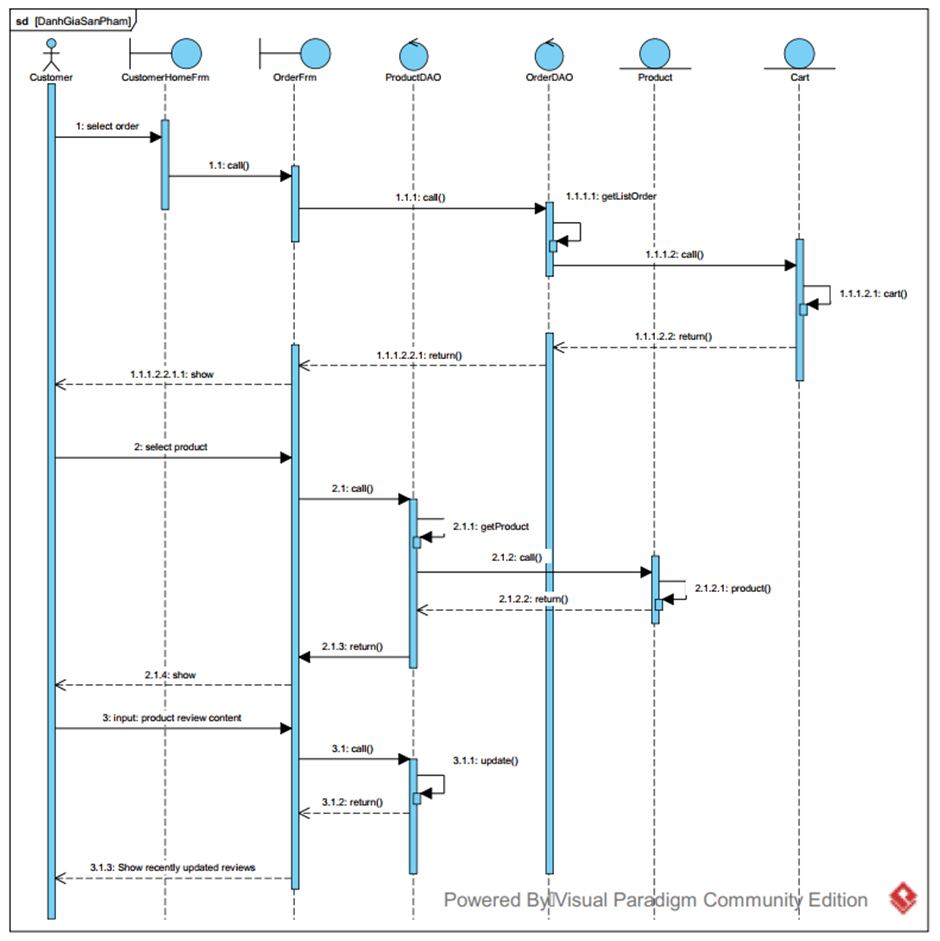 sd [DanhGiaSanPham]
Customer CustomerHomeFrm OrderFrm ProductDAO OrderDAO Product Cart
1: select order
1.1: call()
1.1.1: call()
1.1.1.1: getListOrder
1.1.1.2: call()
1.1.1.2.1: cart()
1.1.1.2.2: return()
1.1.1.2.2.1: return()
1.1.1.2.2.1.1: show
2: select product
2.1: call()
2.1.1: getProduct
2.1.2: call()
2.1.2.1: product()
2.1.2.2: return()
2.1.3: return()
2.1.4: show
3: input: product review content
3.1: call()
3.1.1: update()
3.1.2: return()
3.1.3: Show recently updated reviews
Powered By Visual Paradigm Community Edition